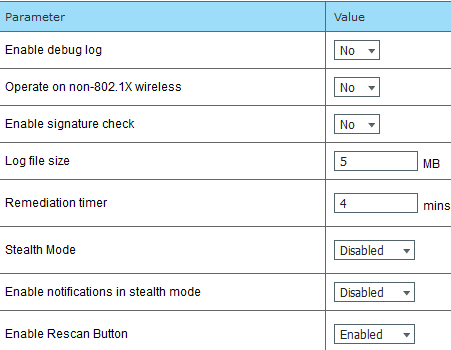 Parameter Value
Enable debug log No
Operate on non-802.1X wireless No
Enable signature check No
Log file size 5 MB
Remediation timer 4 mins
Stealth Mode Disabled
Enable notifications in stealth mode Disabled
Enable Rescan Button Enabled